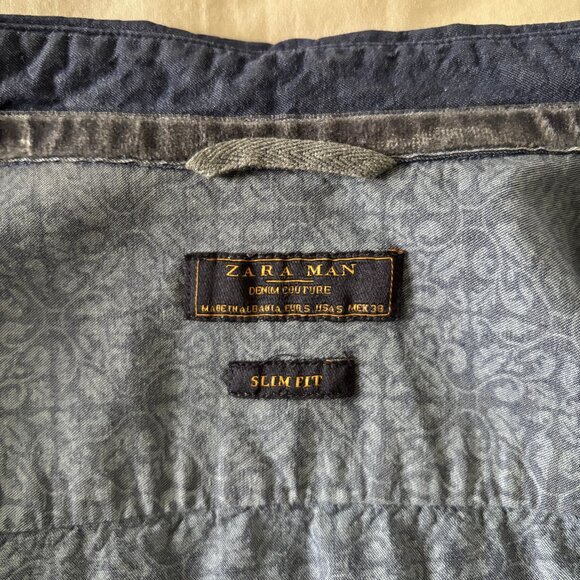 ZARA MAN
DENIM COUTURE
MADE IN ALBANIA EUR S USA S MEX 38
SLIM FIT